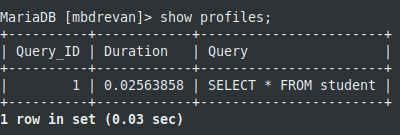 MariaDB [mbdrevan]> show profiles;
+----------+------------+-----------------------+
| Query_ID | Duration   | Query                 |
+----------+------------+-----------------------+
|        1 | 0.02563858 | SELECT * FROM student |
+----------+------------+-----------------------+
1 row in set (0.03 sec)